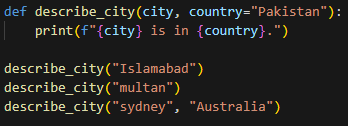 def describe_city(city, country="Pakistan"):
    print(f"{city} is in {country}.")
describe_city("Islamabad")
describe_city("multan")
describe_city("sydney", "Australia")